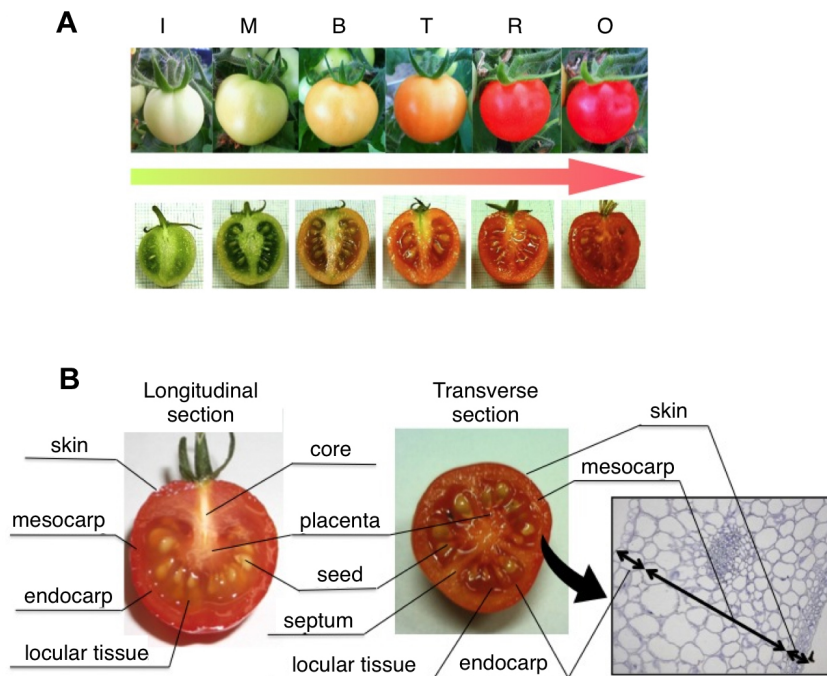 A
I M B T R O
B
Longitudinal
section
Transverse
section
skin
skin
core
mesocarp
mesocarp
placenta
endocarp
seed
septum
locular tissue
locular tissue
endocarp